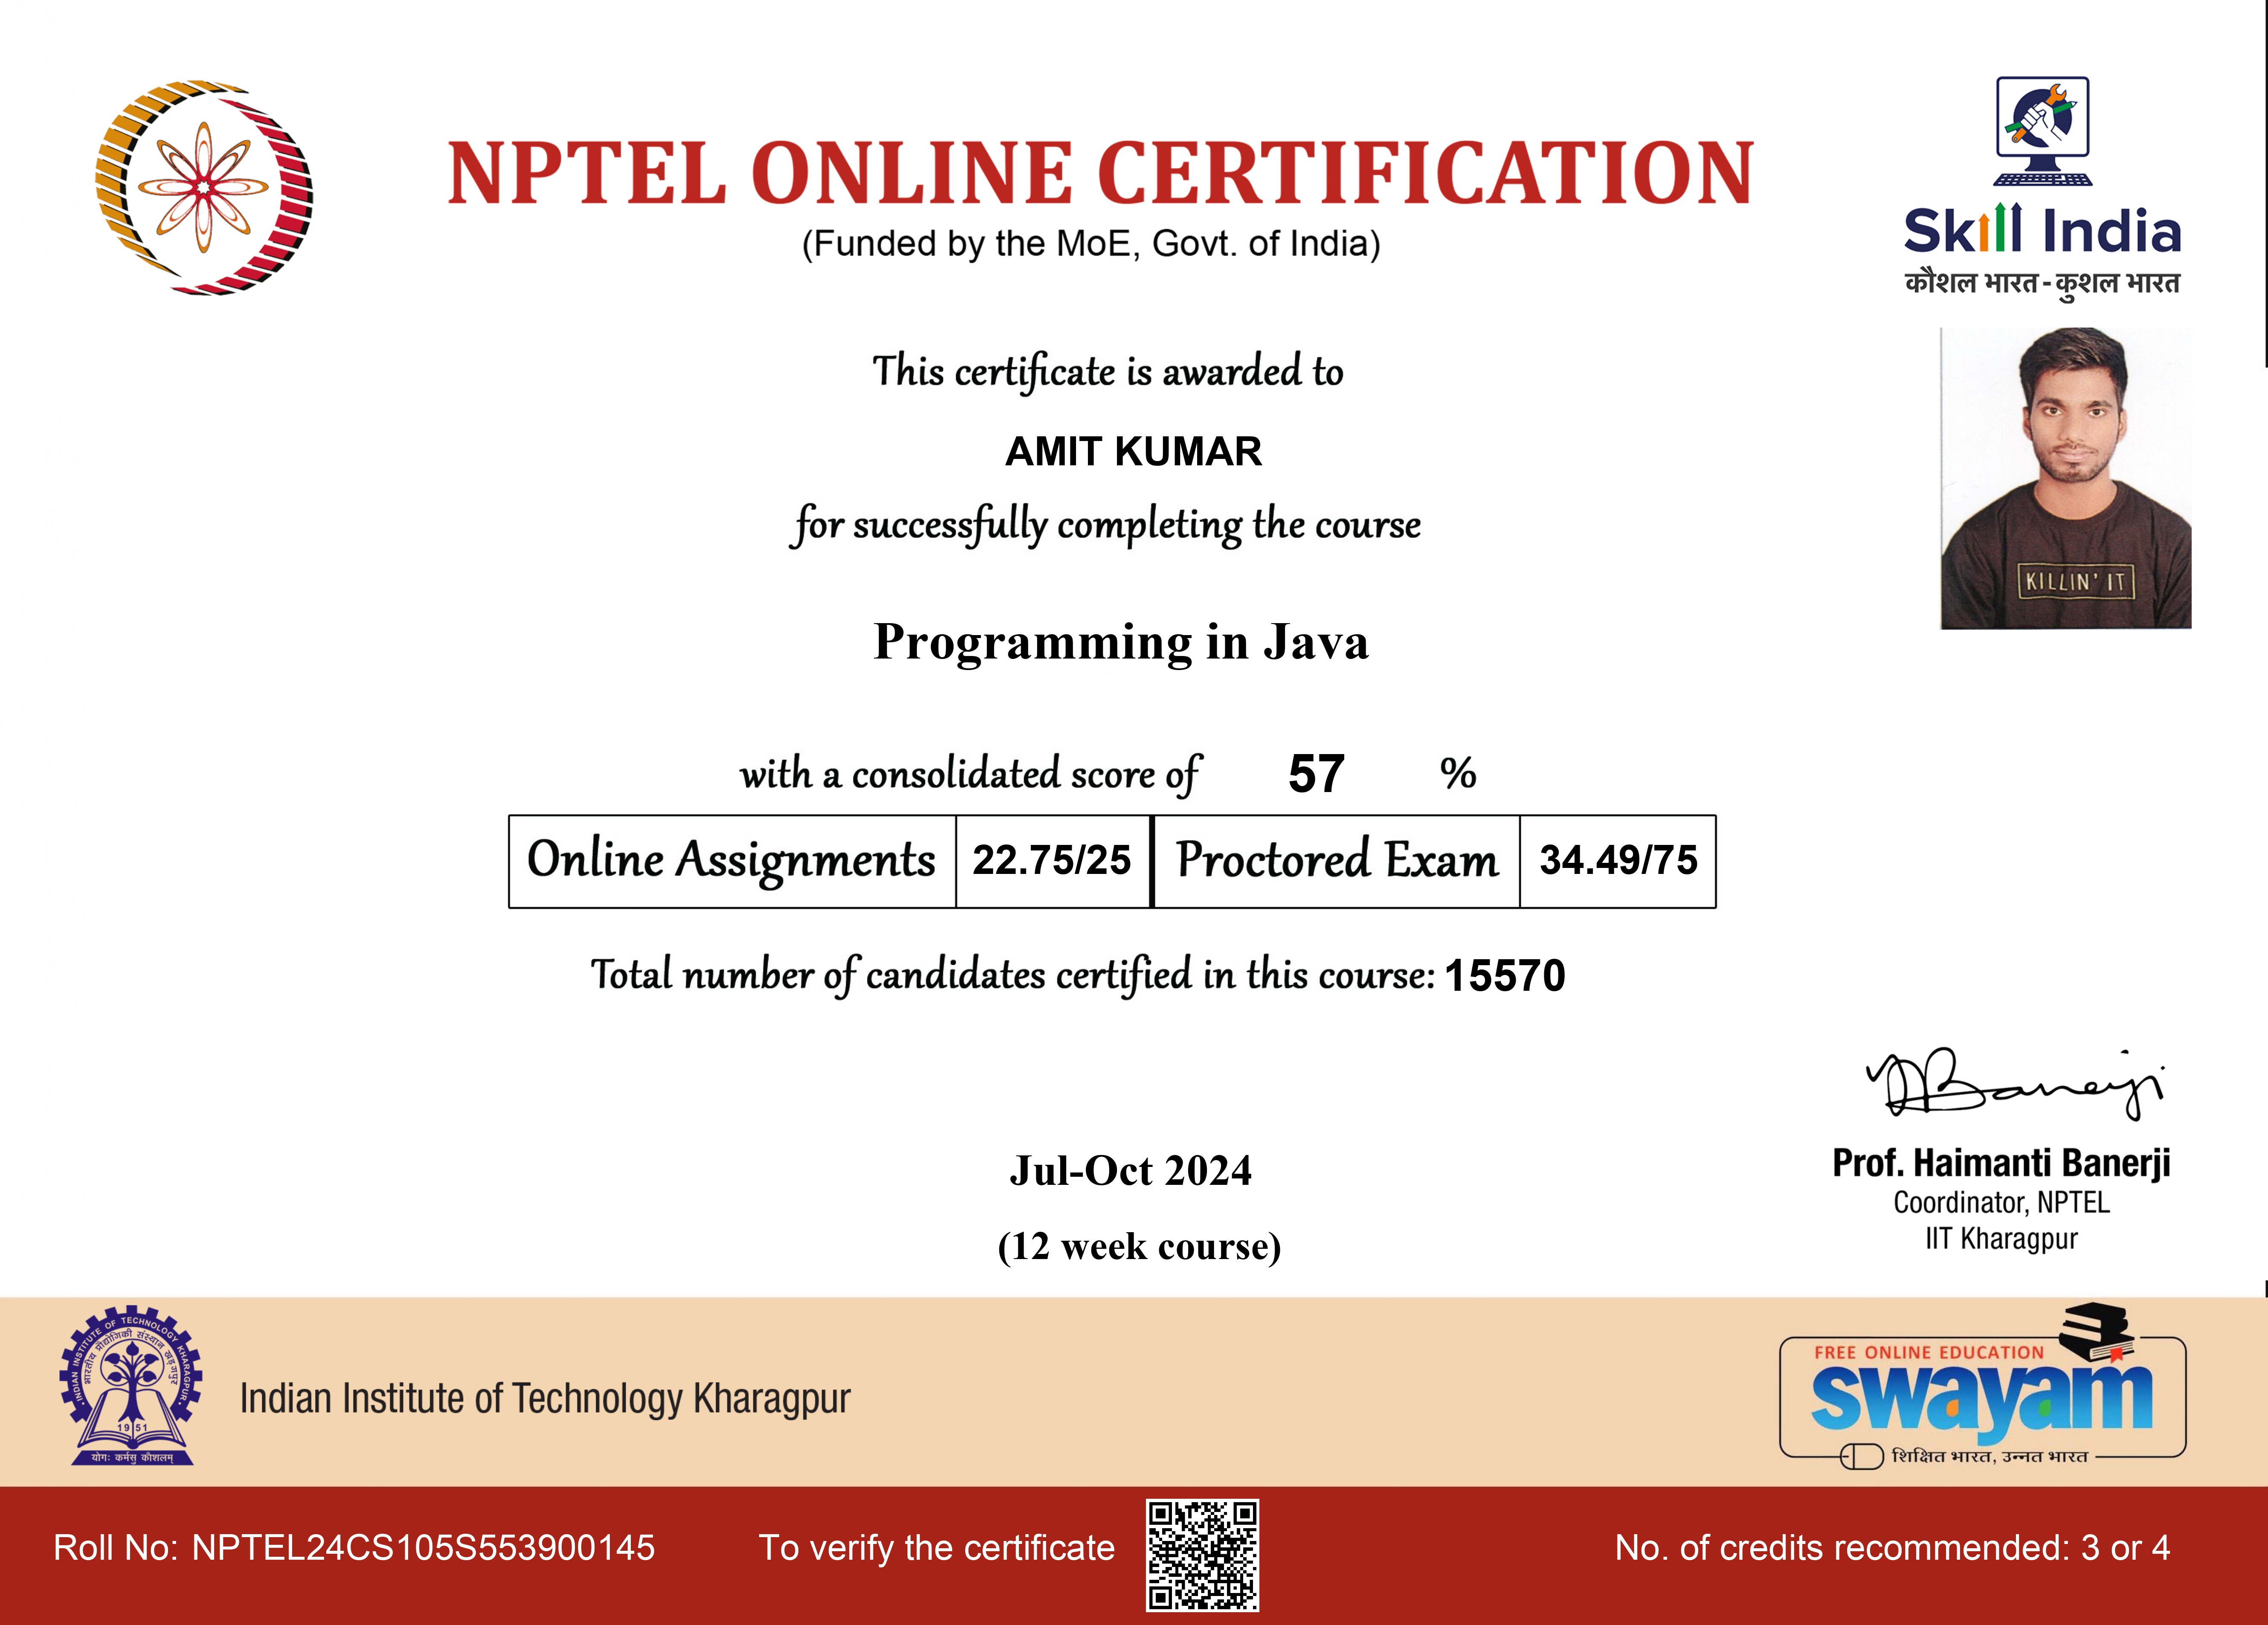 NPTEL ONLINE CERTIFICATION
(Funded by the MoE, Govt. of India)
Skill India
कौशल भारत - कुशल भारत
This certificate is awarded to
AMIT KUMAR
for successfully completing the course
KILLIN' IT
Programming in Java
with a consolidated score of 57 %
Online Assignments 22.75/25 Proctored Exam 34.49/75
Total number of candidates certified in this course: 15570
Banerji
Jul-Oct 2024
(12 week course)
Prof. Haimanti Banerji
Coordinator, NPTEL
IIT Kharagpur
INDIAN INSTITUTE OF TECHNOLOGY KHARAGPUR
भारतीय प्रौद्योगिकी संस्थान खड़गपुर
1951
योगः कर्मसु कौशलम्
Indian Institute of Technology Kharagpur
FREE ONLINE EDUCATION
swayam
शिक्षित भारत, उन्नत भारत
Roll No: NPTEL24CS105S553900145
To verify the certificate
No. of credits recommended: 3 or 4